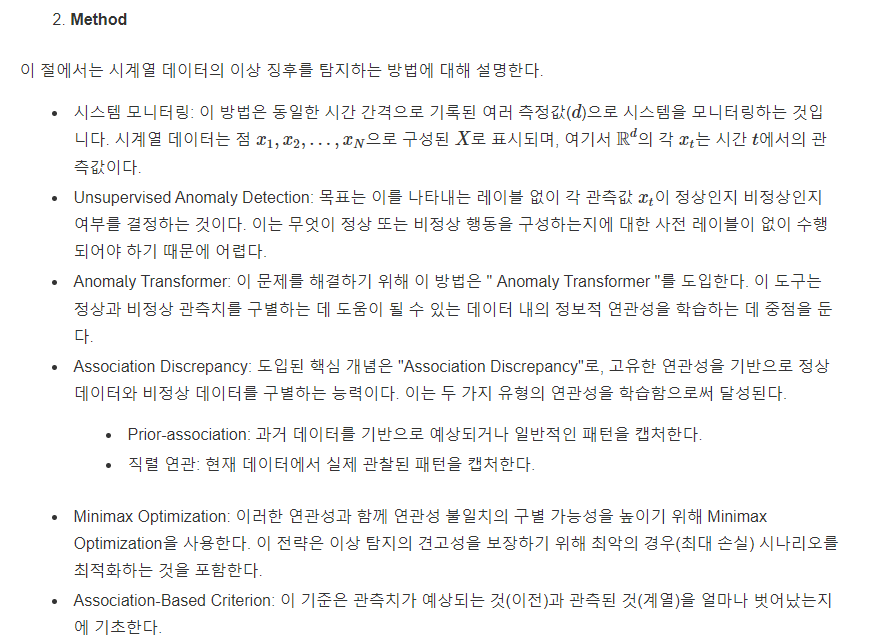 2. Method
이 절에서는 시계열 데이터의 이상 징후를 탐지하는 방법에 대해 설명한다.
• 시스템 모니터링: 이 방법은 동일한 시간 간격으로 기록된 여러 측정값(d)으로 시스템을 모니터링하는 것입
니다. 시계열 데이터는 점 x₁, x₂, . . . , x_N으로 구성된 X로 표시되며, 여기서 ℝᵈ의 각 xₜ는 시간 t에서의 관
측값이다.
• Unsupervised Anomaly Detection: 목표는 이를 나타내는 레이블 없이 각 관측값 xₜ이 정상인지 비정상인지
여부를 결정하는 것이다. 이는 무엇이 정상 또는 비정상 행동을 구성하는지에 대한 사전 레이블이 없이 수행
되어야 하기 때문에 어렵다.
• Anomaly Transformer: 이 문제를 해결하기 위해 이 방법은 " Anomaly Transformer "를 도입한다. 이 도구는
정상과 비정상 관측치를 구별하는 데 도움이 될 수 있는 데이터 내의 정보적 연관성을 학습하는 데 중점을 둔
다.
• Association Discrepancy: 도입된 핵심 개념은 "Association Discrepancy"로, 고유한 연관성을 기반으로 정상
데이터와 비정상 데이터를 구별하는 능력이다. 이는 두 가지 유형의 연관성을 학습함으로써 달성된다.
• Prior-association: 과거 데이터를 기반으로 예상되거나 일반적인 패턴을 캡처한다.
• 직렬 연관: 현재 데이터에서 실제 관찰된 패턴을 캡처한다.
• Minimax Optimization: 이러한 연관성과 함께 연관성 불일치의 구별 가능성을 높이기 위해 Minimax
Optimization을 사용한다. 이 전략은 이상 탐지의 견고성을 보장하기 위해 최악의 경우(최대 손실) 시나리오를
최적화하는 것을 포함한다.
• Association-Based Criterion: 이 기준은 관측치가 예상되는 것(이전)과 관측된 것(계열)을 얼마나 벗어났는지
에 기초한다.